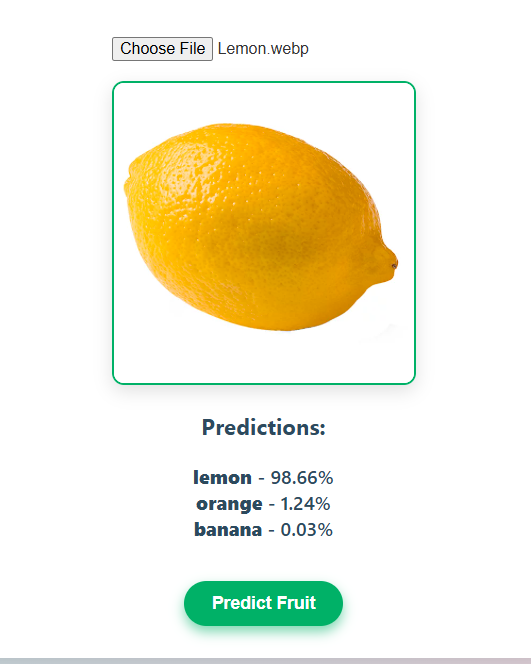 Choose File Lemon.webp
Predictions:
lemon - 98.66%
orange - 1.24%
banana - 0.03%
Predict Fruit